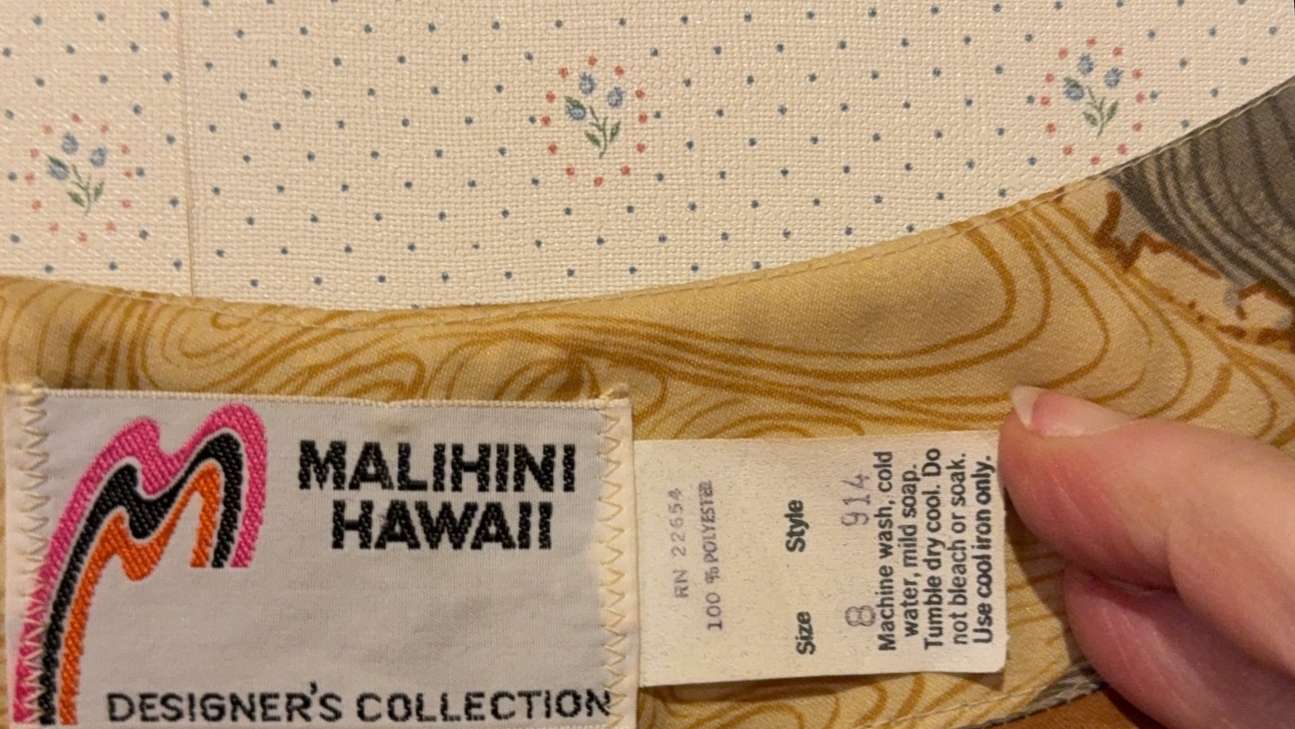 MALIHINI
HAWAII
DESIGNER'S COLLECTION
RN 22654
100 % POLYESTER
Size Style
8 914
Machine wash, cold
water, mild soap.
Tumble dry cool. Do
not bleach or soak.
Use cool iron only.